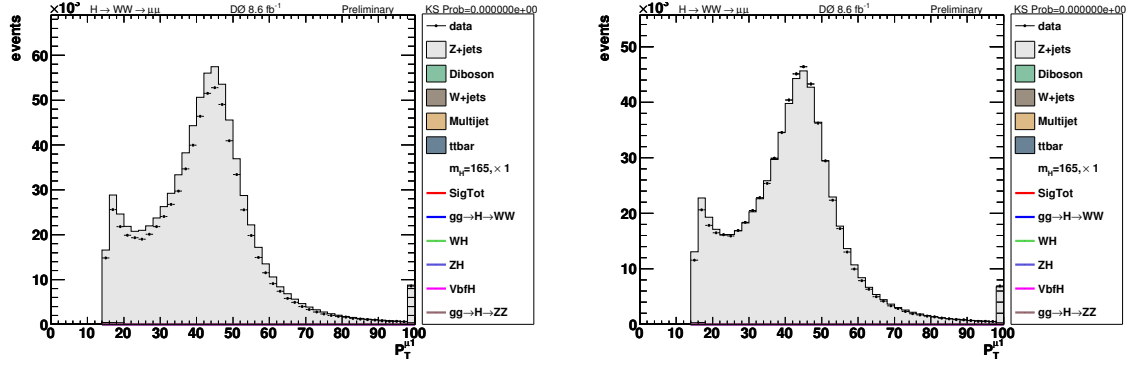 ×10³ H → WW → μμ DØ 8.6 fb⁻¹ Preliminary KS Prob=0.000000e+00
events
60
50
40
30
20
10
0
0 10 20 30 40 50 60 70 80 90 100
P_T^μ1
data
Z+jets
Diboson
W+jets
Multijet
ttbar
m_H=165,× 1
SigTot
gg→H→WW
WH
ZH
VbfH
gg→H→ZZ
×10³ H → WW → μμ DØ 8.6 fb⁻¹ Preliminary KS Prob=0.000000e+00
events
50
40
30
20
10
0
0 10 20 30 40 50 60 70 80 90 100
P_T^μ1
data
Z+jets
Diboson
W+jets
Multijet
ttbar
m_H=165,× 1
SigTot
gg→H→WW
WH
ZH
VbfH
gg→H→ZZ